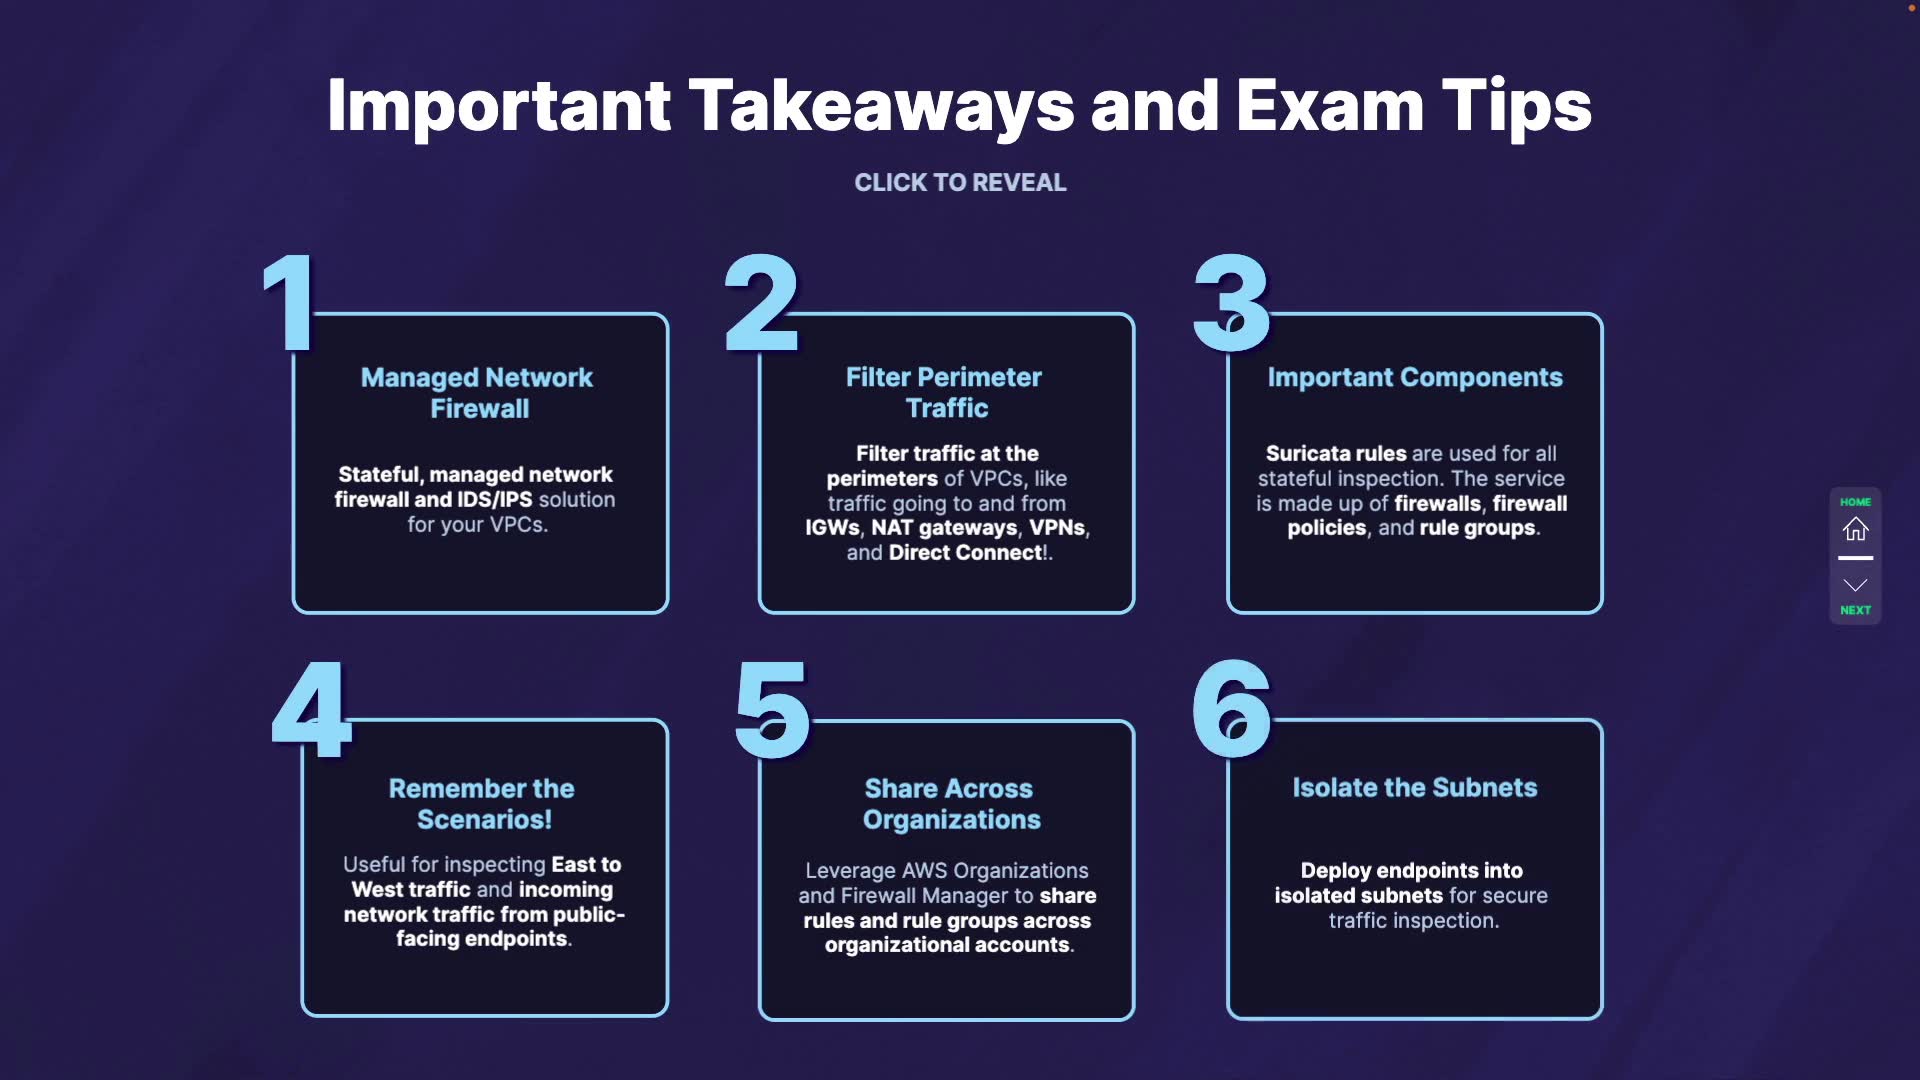 Important Takeaways and Exam Tips
CLICK TO REVEAL
1
Managed Network
Firewall
Stateful, managed network
firewall and IDS/IPS solution
for your VPCs.
2
Filter Perimeter
Traffic
Filter traffic at the
perimeters of VPCs, like
traffic going to and from
IGWs, NAT gateways, VPNs,
and Direct Connect!.
3
Important Components
Suricata rules are used for all
stateful inspection. The service
is made up of firewalls, firewall
policies, and rule groups.
4
Remember the
Scenarios!
Useful for inspecting East to
West traffic and incoming
network traffic from public-
facing endpoints.
5
Share Across
Organizations
Leverage AWS Organizations
and Firewall Manager to share
rules and rule groups across
organizational accounts.
6
Isolate the Subnets
Deploy endpoints into
isolated subnets for secure
traffic inspection.
HOME
NEXT